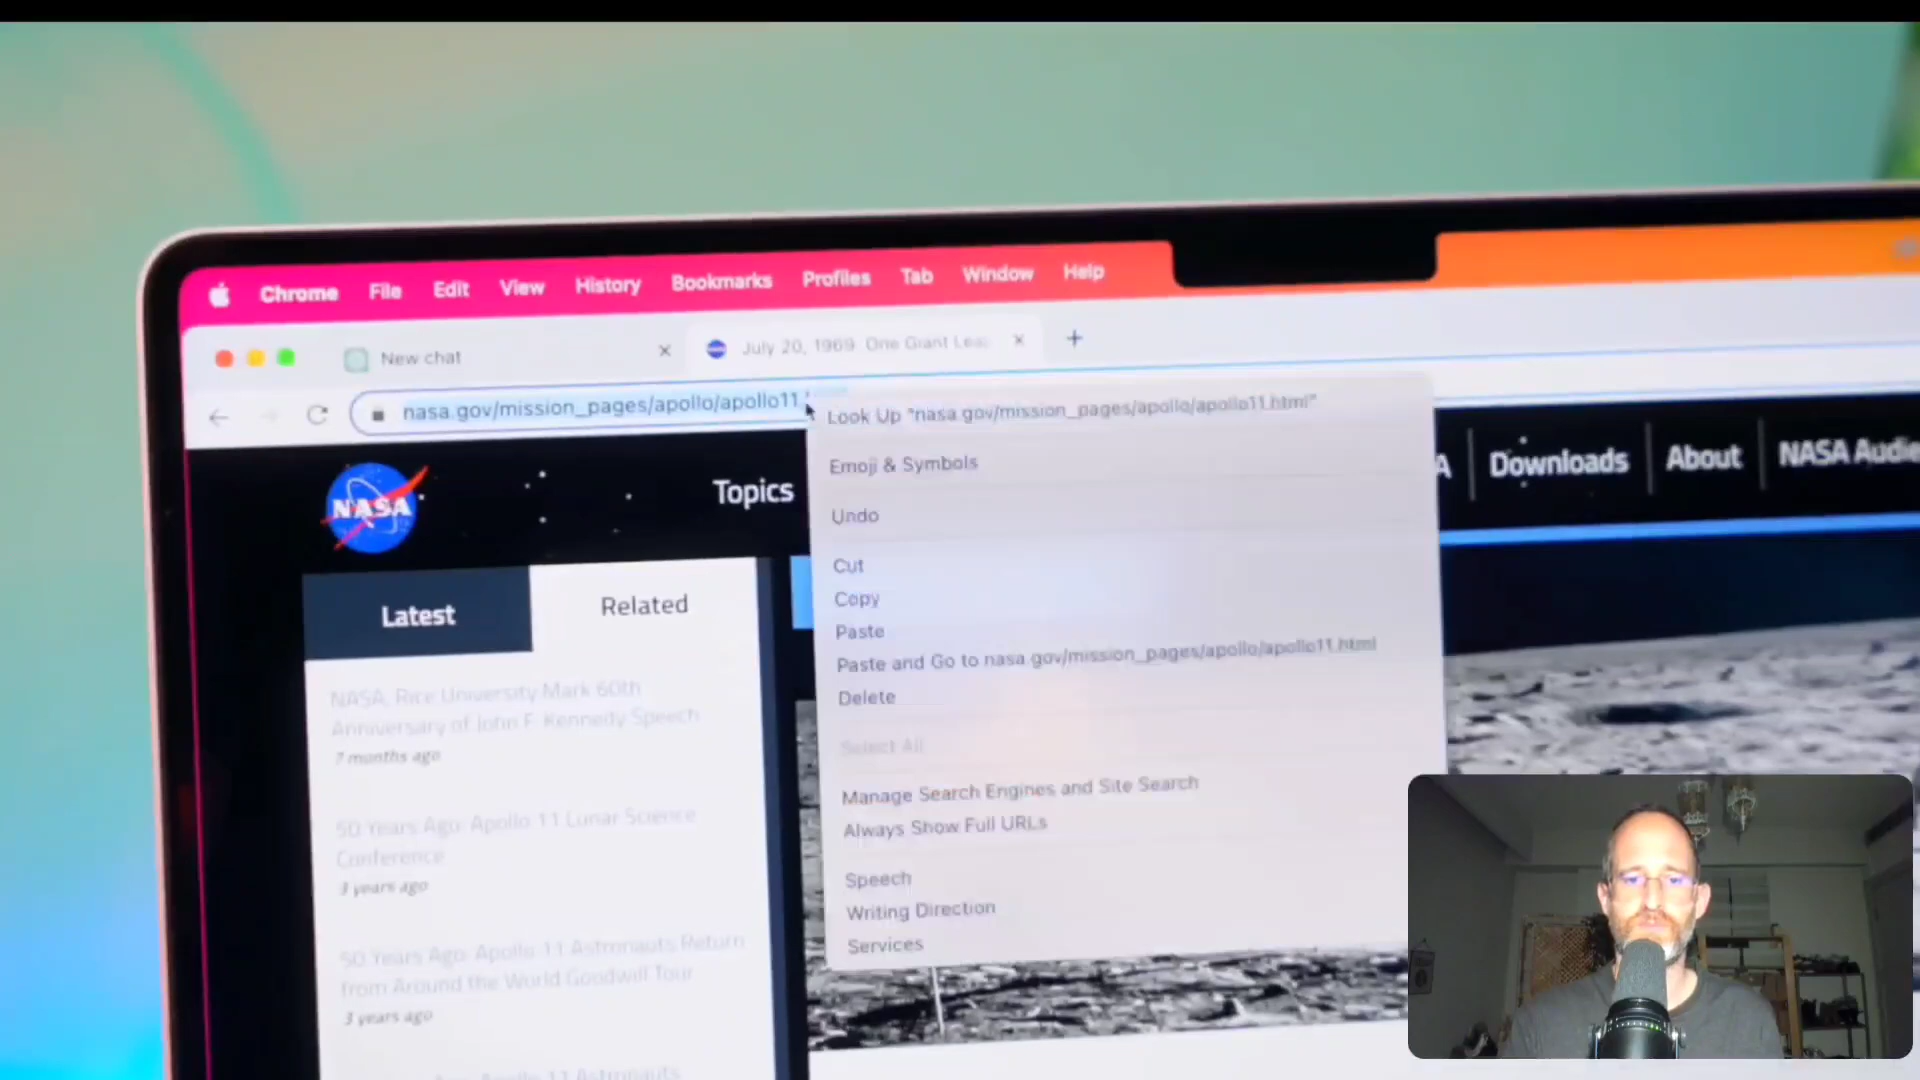 Chrome File Edit View History Bookmarks Profiles Tab Window Help
New chat
July 20, 1969: One Giant Lea
nasa.gov/mission_pages/apollo/apollo11.
Look Up "nasa.gov/mission_pages/apollo/apollo11.html"
Emoji & Symbols
Undo
Cut
Copy
Paste
Paste and Go to nasa.gov/mission_pages/apollo/apollo11.html
Delete
Select All
Manage Search Engines and Site Search
Always Show Full URLs
Speech
Writing Direction
Services
NASA
Topics
A
Downloads
About
NASA Audie
Latest
Related
NASA, Rice University Mark 60th
Anniversary of John F. Kennedy Speech
7 months ago
50 Years Ago: Apollo 11 Lunar Science
Conference
3 years ago
50 Years Ago: Apollo 11 Astronauts Return
from Around the World Goodwill Tour
3 years ago
Apollo 11 Astronauts